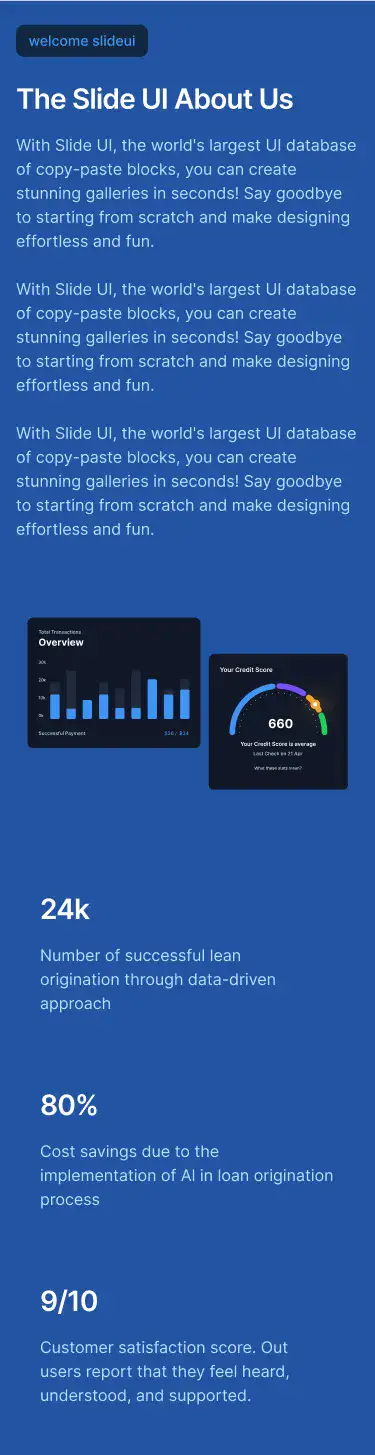 welcome slideui
The Slide UI About Us
With Slide UI, the world's largest UI database
of copy-paste blocks, you can create
stunning galleries in seconds! Say goodbye
to starting from scratch and make designing
effortless and fun.
With Slide UI, the world's largest UI database
of copy-paste blocks, you can create
stunning galleries in seconds! Say goodbye
to starting from scratch and make designing
effortless and fun.
With Slide UI, the world's largest UI database
of copy-paste blocks, you can create
stunning galleries in seconds! Say goodbye
to starting from scratch and make designing
effortless and fun.
Total Transactions
Overview
30k
20k
10k
0k
Successful Payment
Your Credit Score
660
Your Credit Score is average
Last Check on 21 Apr
What these stats mean?
24k
Number of successful lean
origination through data-driven
approach
80%
Cost savings due to the
implementation of AI in loan origination
process
9/10
Customer satisfaction score. Out
users report that they feel heard,
understood, and supported.